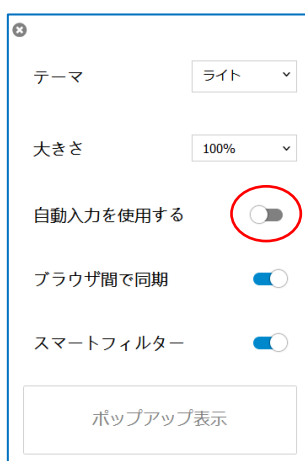 テーマ ライト
大きさ 100%
自動入力を使用する
ブラウザ間で同期
スマートフィルター
ポップアップ表示